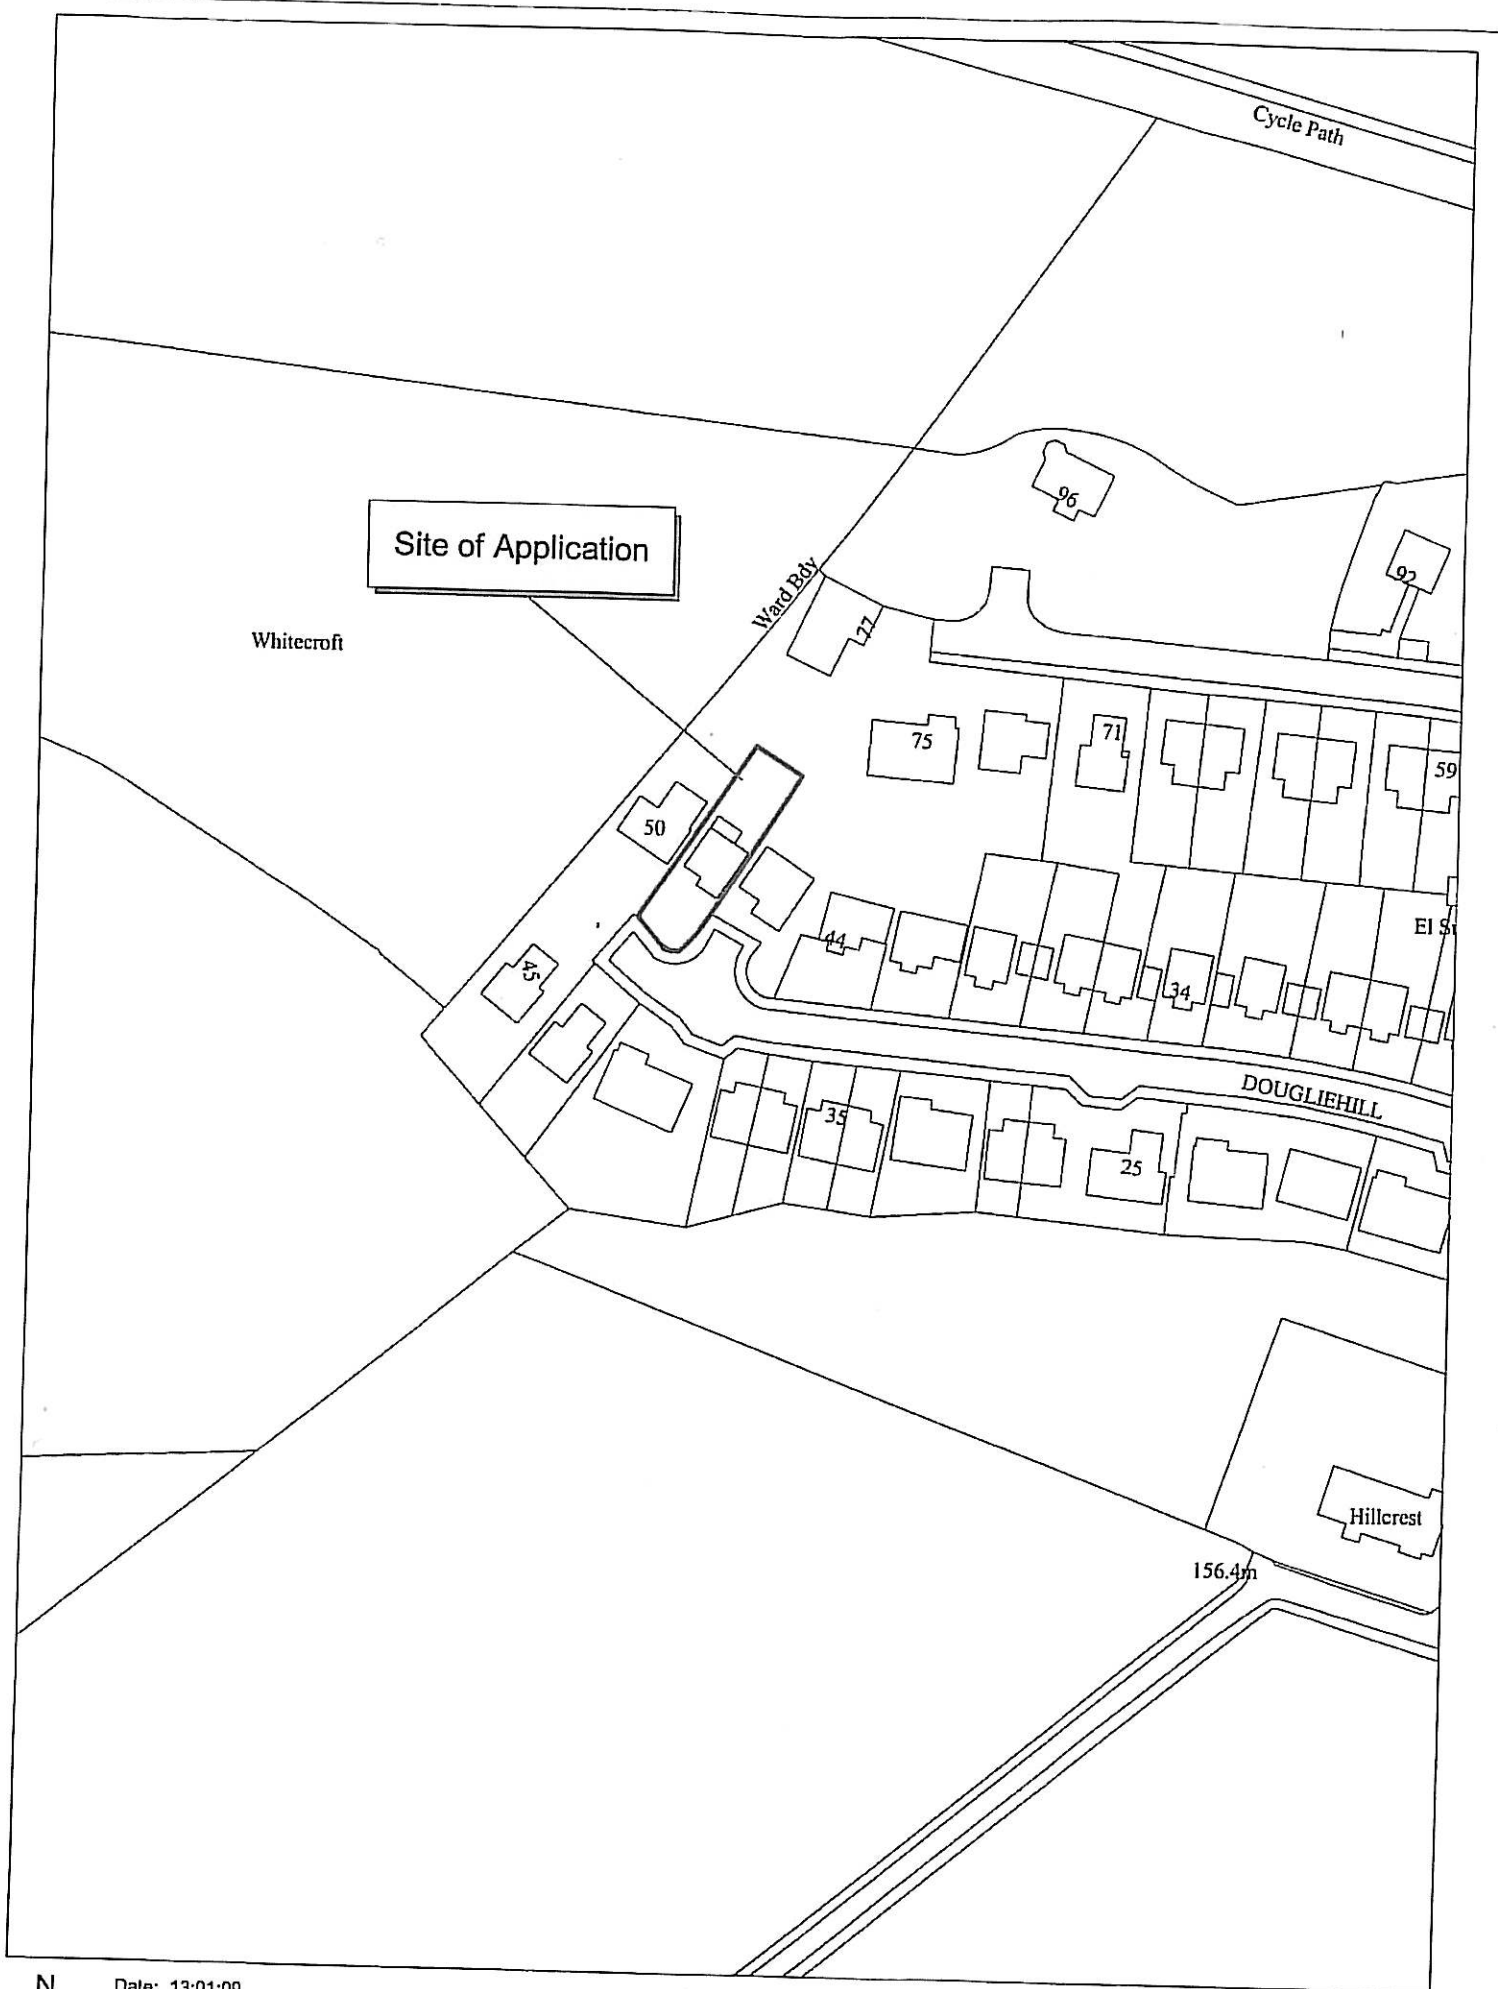 Cycle Path
96
Site of Application
92
Ward Bdy
77
Whitecroft
75
71
59
50
El S
44
45
34
DOUGLIEHILL
35
25
Hillcrest
156.4m
N
Date: 13:01:09